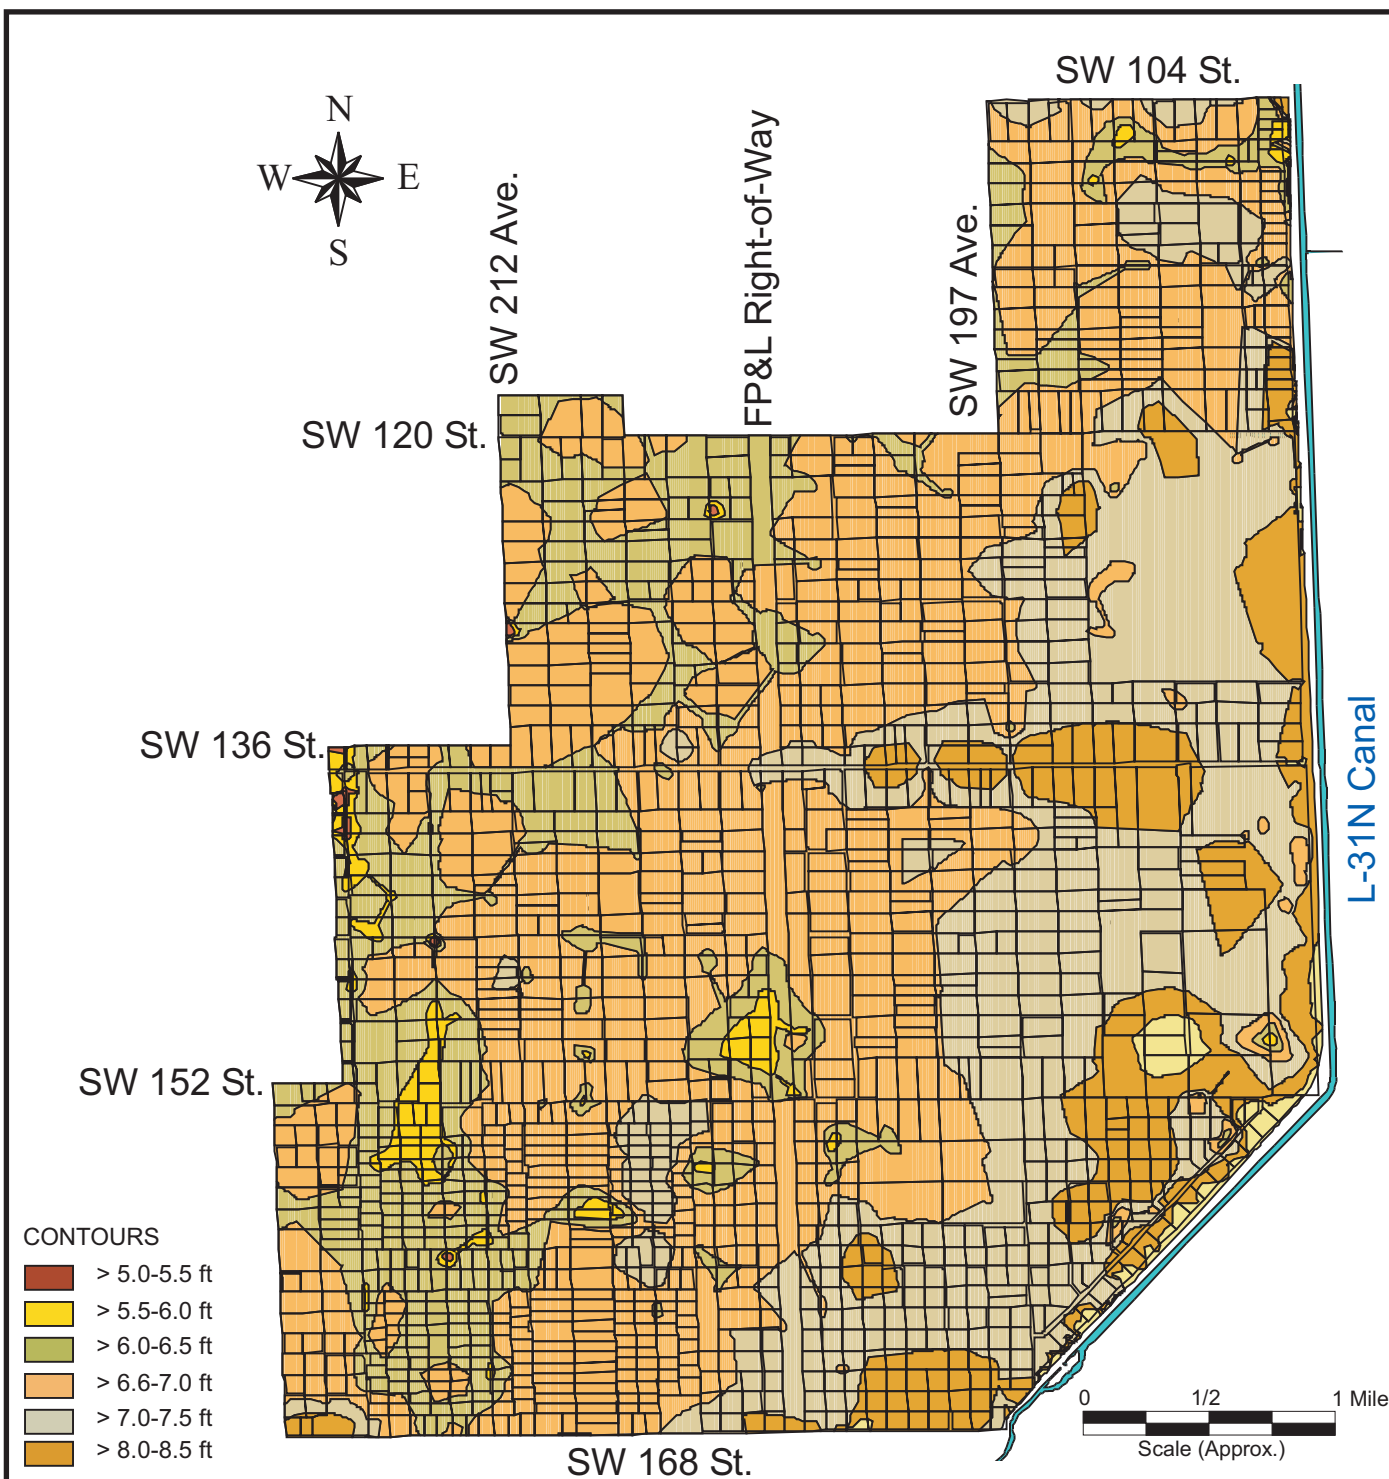 SW 104 St.
N
W E
S
SW 212 Ave.
FP&L Right-of-Way
SW 197 Ave.
SW 120 St.
SW 136 St.
L-31N Canal
SW 152 St.
CONTOURS
> 5.0-5.5 ft
> 5.5-6.0 ft
> 6.0-6.5 ft
> 6.6-7.0 ft
> 7.0-7.5 ft
> 8.0-8.5 ft
0 1/2 1 Mile
Scale (Approx.)
SW 168 St.